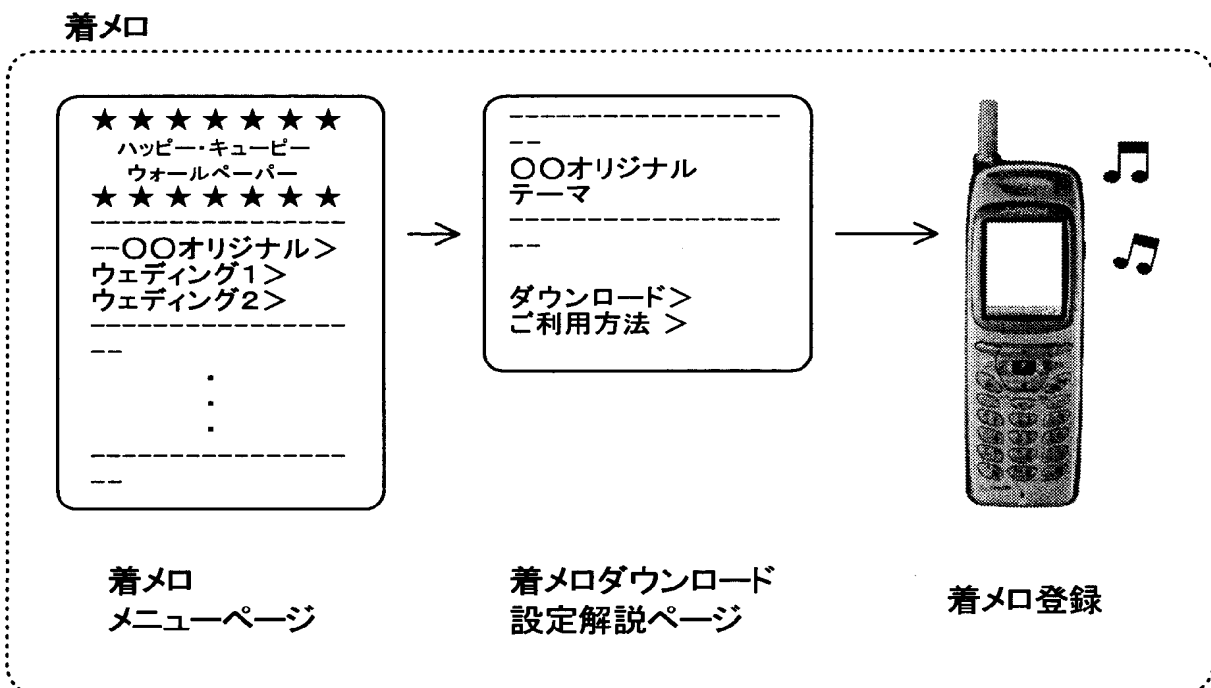 着メロ
★★★★★★★
ハッピー・キューピー
ウォールペーパー
★★★★★★★
----------------
--〇〇オリジナル>
ウェディング1>
ウェディング2>
----------------
--
・
・
・
----------------
--
-----------------
--
〇〇オリジナル
テーマ
-----------------
--
ダウンロード>
ご利用方法 >
着メロ
メニューページ
着メロダウンロード
設定解説ページ
着メロ登録